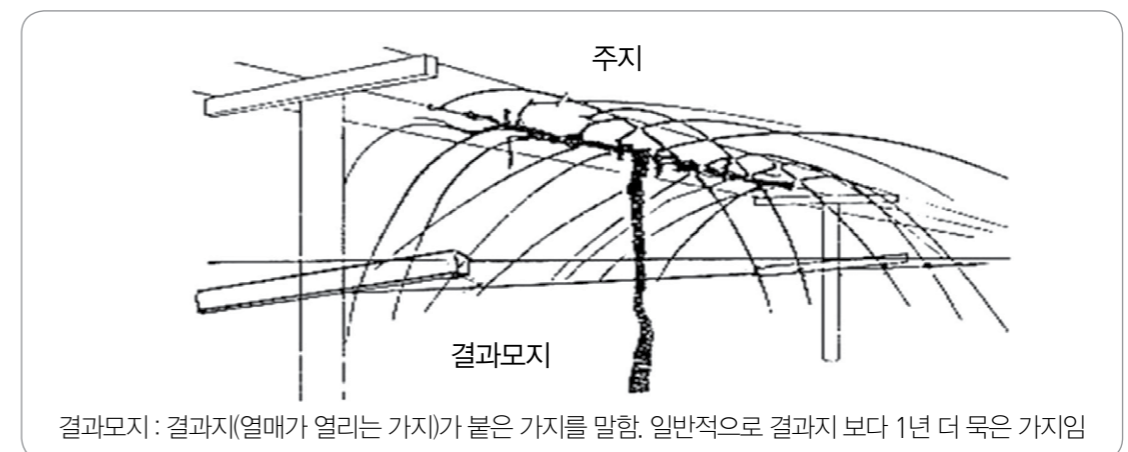 주지
결과모지
결과모지 : 결과지(열매가 열리는 가지)가 붙은 가지를 말함. 일반적으로 결과지 보다 1년 더 묵은 가지임